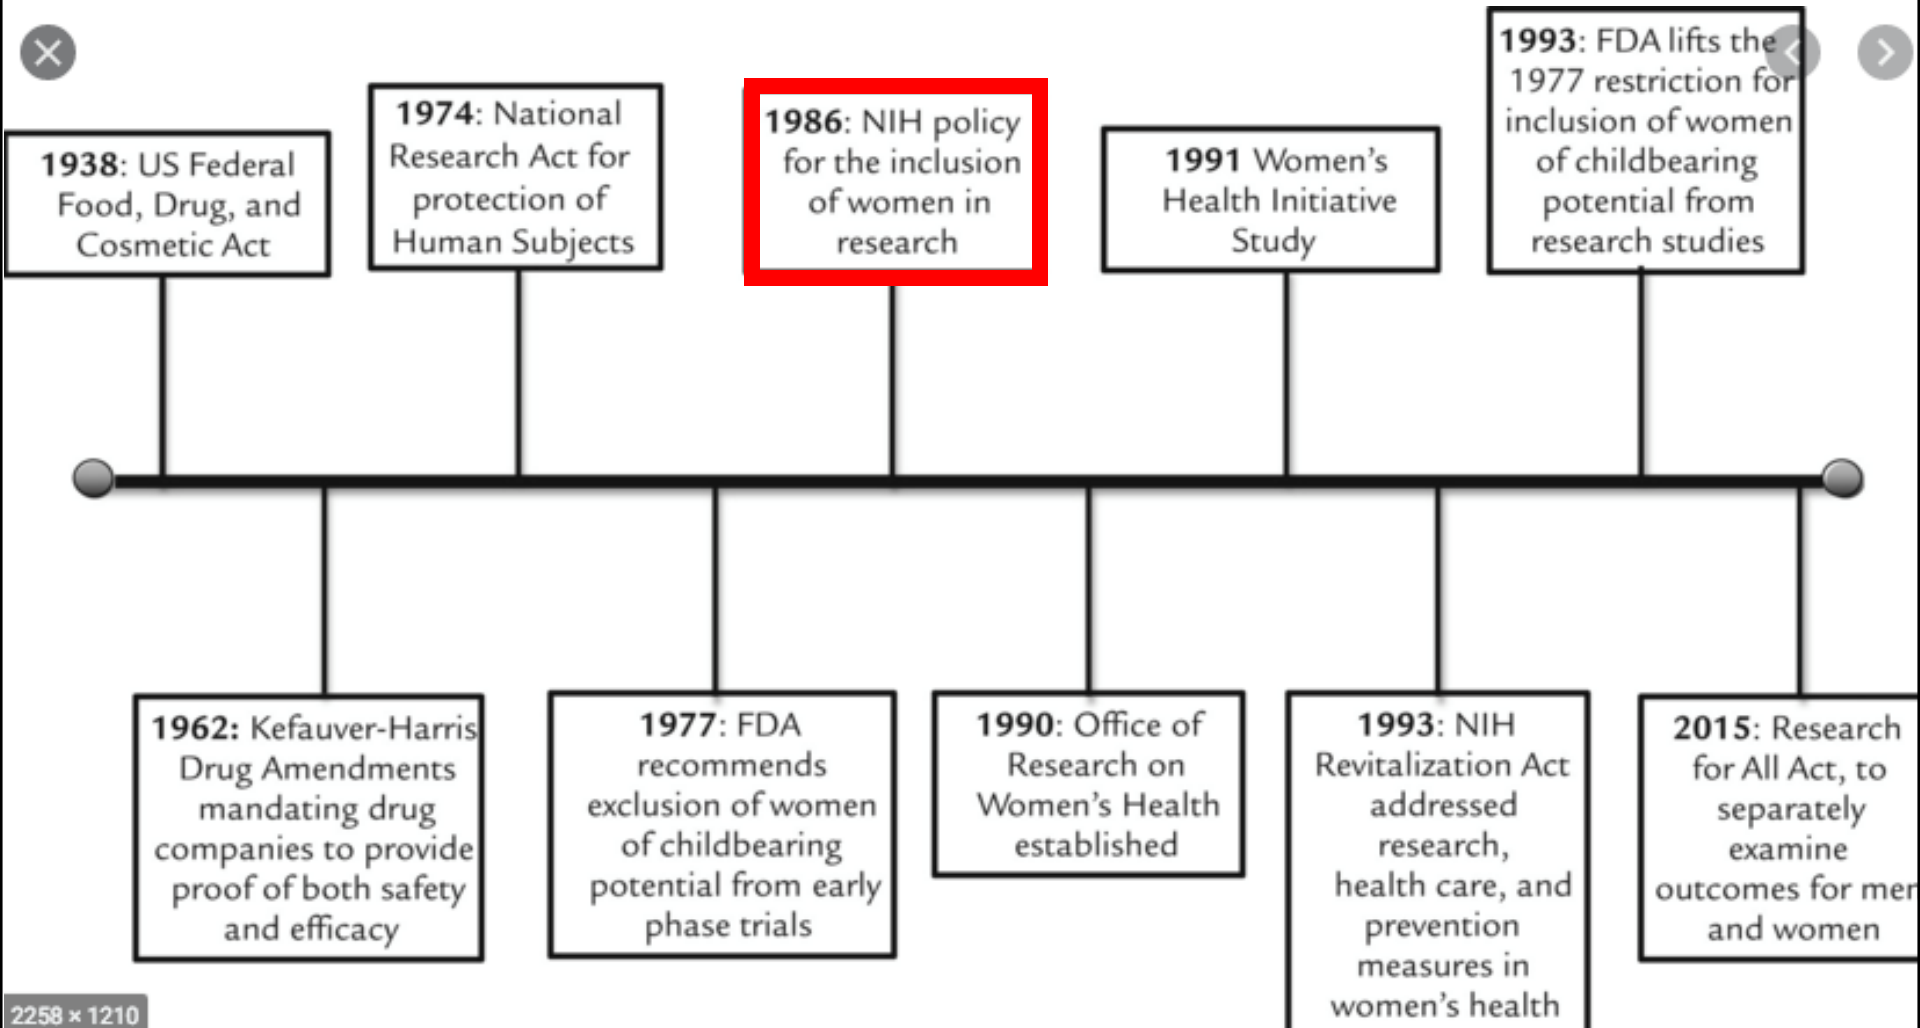 1938: US Federal
Food, Drug, and
Cosmetic Act
1974: National
Research Act for
protection of
Human Subjects
1986: NIH policy
for the inclusion
of women in
research
1991 Women's
Health Initiative
Study
1993: FDA lifts the
1977 restriction for
inclusion of women
of childbearing
potential from
research studies
1962: Kefauver-Harris
Drug Amendments
mandating drug
companies to provide
proof of both safety
and efficacy
1977: FDA
recommends
exclusion of women
of childbearing
potential from early
phase trials
1990: Office of
Research on
Women's Health
established
1993: NIH
Revitalization Act
addressed
research,
health care, and
prevention
measures in
women's health
2015: Research
for All Act, to
separately
examine
outcomes for men
and women
2258 × 1210